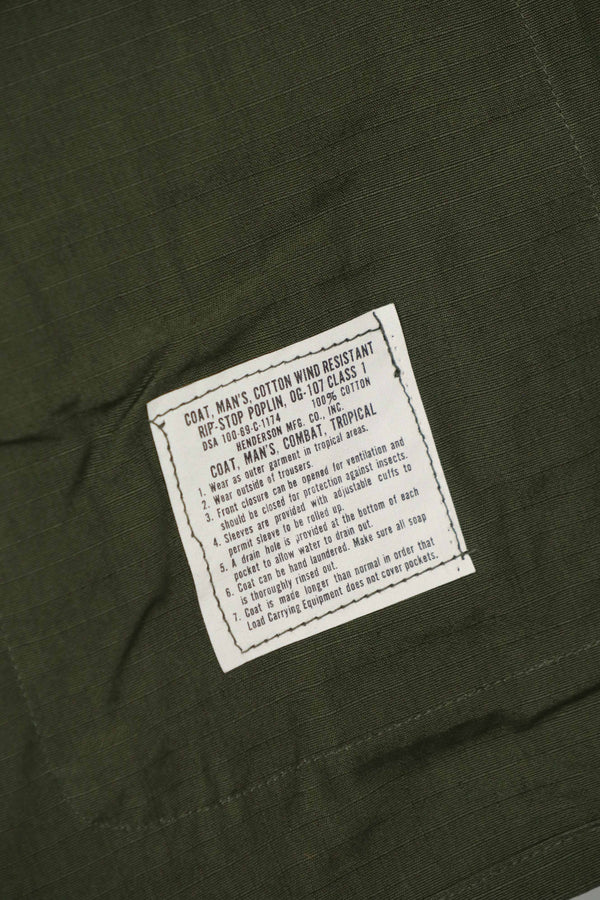 COAT, MAN'S, COTTON WIND RESISTANT
RIP-STOP POPLIN, OG-107 CLASS 1
DSA 100-69-C-1174 100% COTTON
HENDERSON MFG. CO., INC.
COAT, MAN'S, COMBAT, TROPICAL
1. Wear as outer garment in tropical areas.
2. Wear outside of trousers.
3. Front closure can be opened for ventilation and
should be closed for protection against insects.
4. Sleeves are provided with adjustable cuffs to
permit sleeve to be rolled up.
5. A drain hole is provided at the bottom of each
pocket to allow water to drain out.
6. Coat can be hand laundered. Make sure all soap
is thoroughly rinsed out.
7. Coat is made longer than normal in order that
Load Carrying Equipment does not cover pockets.